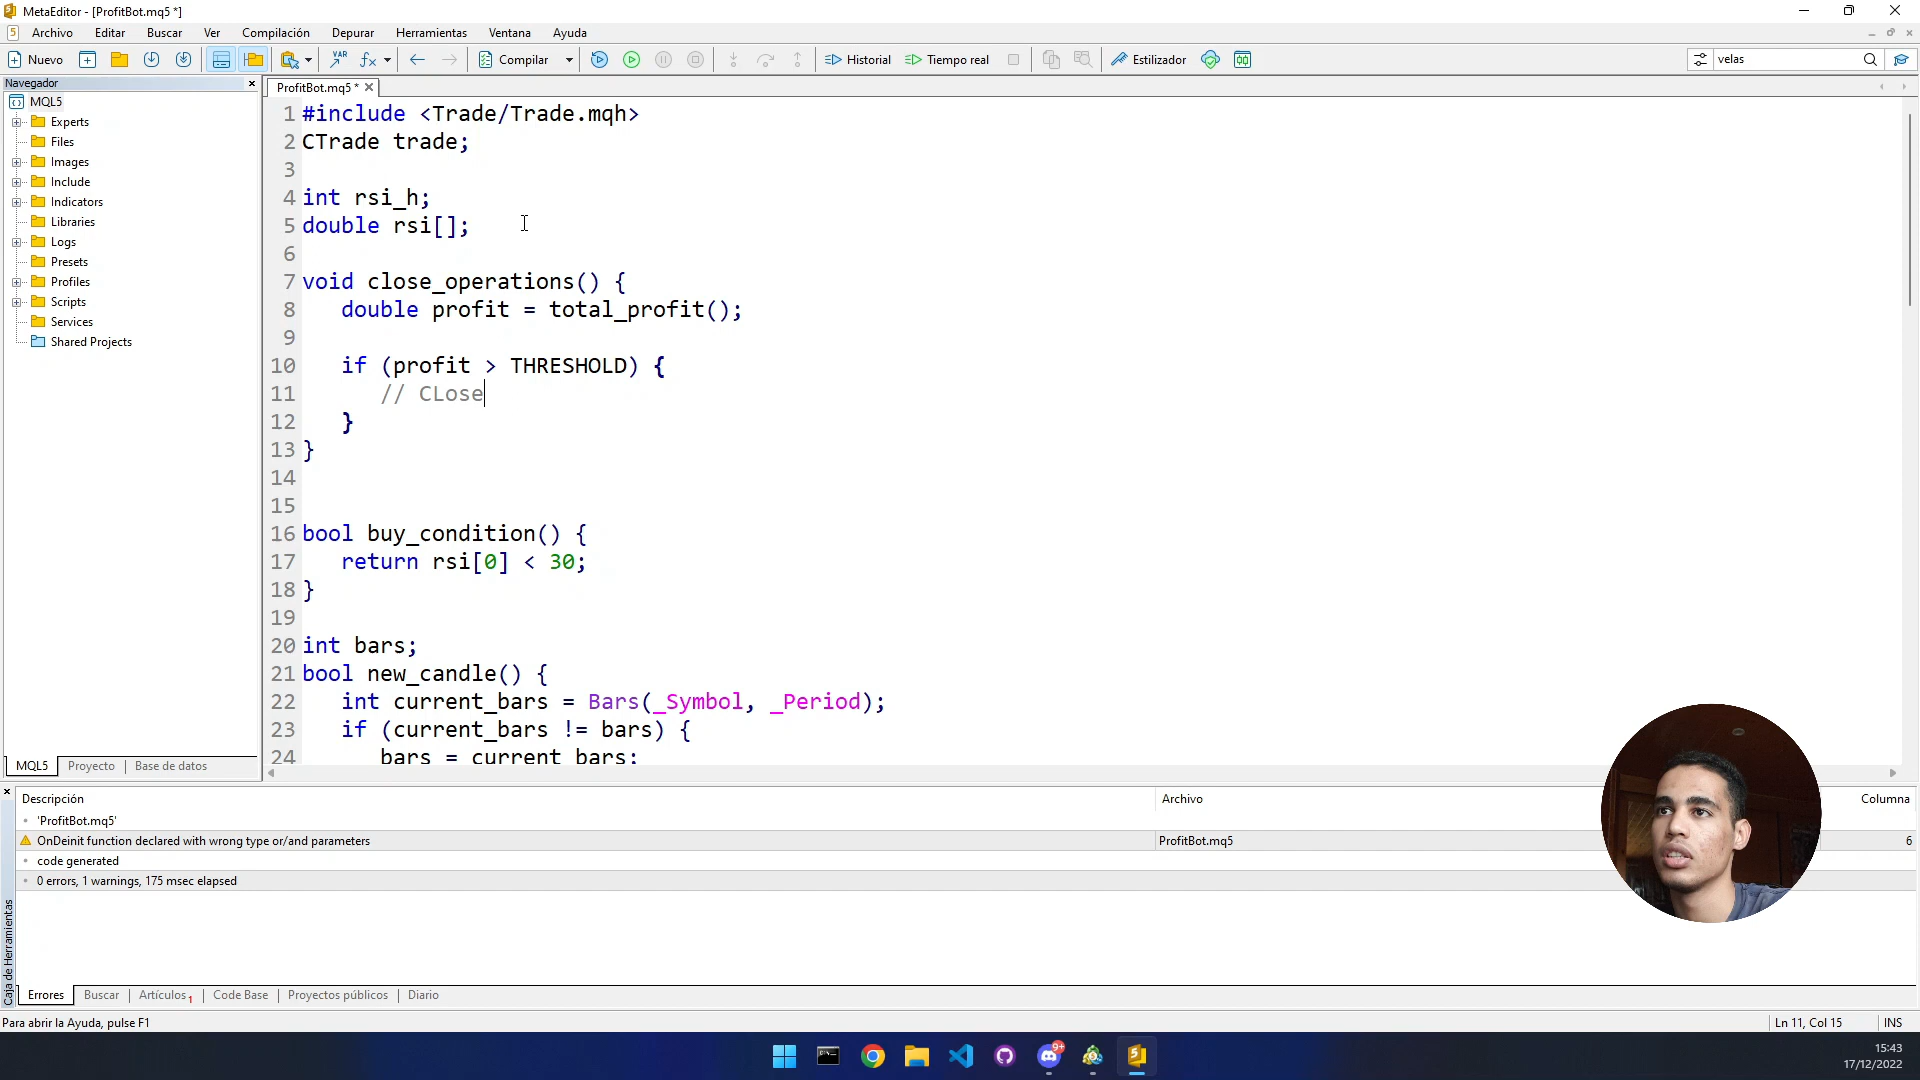 MetaEditor - [ProfitBot.mq5 *]
Archivo Editar Buscar Ver Compilación Depurar Herramientas Ventana Ayuda
Nuevo VAR Compilar Historial Tiempo real Estilizador velas
Navegador
MQL5
Experts
Files
Images
Include
Indicators
Libraries
Logs
Presets
Profiles
Scripts
Services
Shared Projects
MQL5 Proyecto Base de datos
ProfitBot.mq5 *
1 #include <Trade/Trade.mqh>
2 CTrade trade;
3
4 int rsi_h;
5 double rsi[];
6
7 void close_operations() {
8 double profit = total_profit();
9
10 if (profit > THRESHOLD) {
11 // CLose
12 }
13 }
14
15
16 bool buy_condition() {
17 return rsi[0] < 30;
18 }
19
20 int bars;
21 bool new_candle() {
22 int current_bars = Bars(_Symbol, _Period);
23 if (current_bars != bars) {
24 bars = current_bars;
Descripción Archivo Columna
'ProfitBot.mq5'
OnDeinit function declared with wrong type or/and parameters ProfitBot.mq5 6
code generated
0 errors, 1 warnings, 175 msec elapsed
Caja de Herramientas
Errores Buscar Artículos 1 Code Base Proyectos públicos Diario
Para abrir la Ayuda, pulse F1 Ln 11, Col 15 INS
9+
15:43
17/12/2022